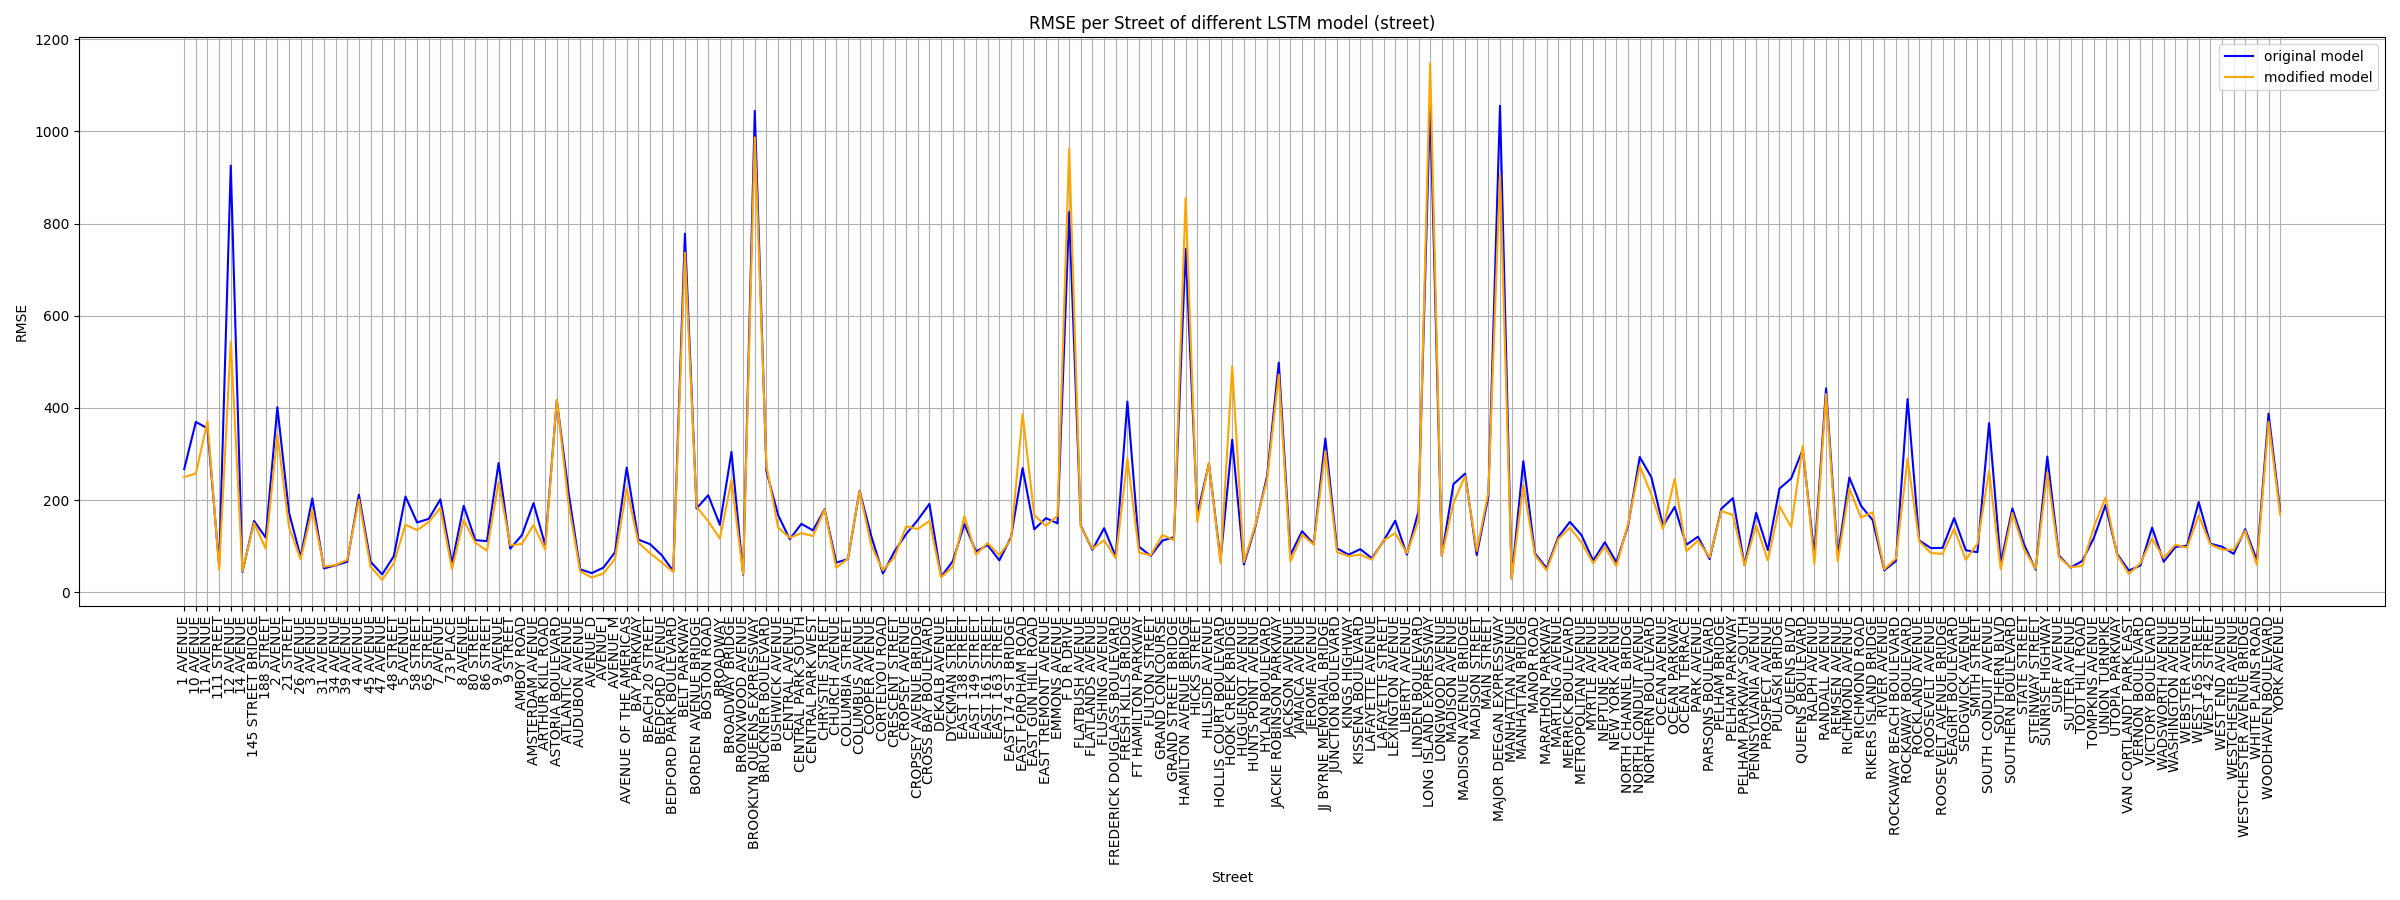 RMSE per Street of different LSTM model (street)
original model
modified model
1200
1000
800
600
400
200
0
RMSE
1 AVENUE
10 AVENUE
11 AVENUE
111 STREET
12 AVENUE
14 AVENUE
145 STREET BRIDGE
188 STREET
2 AVENUE
21 STREET
26 AVENUE
3 AVENUE
31 AVENUE
34 AVENUE
39 AVENUE
4 AVENUE
45 AVENUE
47 AVENUE
48 STREET
5 AVENUE
58 STREET
65 STREET
7 AVENUE
73 PLACE
8 AVENUE
80 STREET
86 STREET
9 AVENUE
9 STREET
AMBOY ROAD
AMSTERDAM AVENUE
ARTHUR KILL ROAD
ASTORIA BOULEVARD
ATLANTIC AVENUE
AUDUBON AVENUE
AVENUE D
AVENUE J
AVENUE M
AVENUE OF THE AMERICAS
BAY PARKWAY
BEACH 20 STREET
BEDFORD AVENUE
BEDFORD PARK BOULEVARD
BELT PARKWAY
BORDEN AVENUE BRIDGE
BOSTON ROAD
BROADWAY
BROADWAY BRIDGE
BRONXWOOD AVENUE
BROOKLYN QUEENS EXPRESSWAY
BRUCKNER BOULEVARD
BUSHWICK AVENUE
CENTRAL AVENUE
CENTRAL PARK SOUTH
CENTRAL PARK WEST
CHRYSTIE STREET
CHURCH AVENUE
COLUMBIA STREET
COLUMBUS AVENUE
COOPER AVENUE
CORTELYOU ROAD
CRESCENT STREET
CROPSEY AVENUE
CROPSEY AVENUE BRIDGE
CROSS BAY BOULEVARD
DEKALB AVENUE
DYCKMAN STREET
EAST 138 STREET
EAST 149 STREET
EAST 161 STREET
EAST 163 STREET
EAST 174 ST BRIDGE
EAST FORDHAM ROAD
EAST GUN HILL ROAD
EAST TREMONT AVENUE
EMMONS AVENUE
F D R DRIVE
FLATBUSH AVENUE
FLATLANDS AVENUE
FLUSHING AVENUE
FREDERICK DOUGLASS BOULEVARD
FRESH KILLS BRIDGE
FT HAMILTON PARKWAY
FULTON STREET
GRAND CONCOURSE
GRAND STREET BRIDGE
HAMILTON AVENUE BRIDGE
HICKS STREET
HILLSIDE AVENUE
HOLLIS COURT BOULEVARD
HOOK CREEK BRIDGE
HUGUENOT AVENUE
HUNTS POINT AVENUE
HYLAN BOULEVARD
JACKIE ROBINSON PARKWAY
JACKSON AVENUE
JAMAICA AVENUE
JEROME AVENUE
JJ BYRNE MEMORIAL BRIDGE
JUNCTION BOULEVARD
KINGS HIGHWAY
KISSENA BOULEVARD
LAFAYETTE AVENUE
LAFAYETTE STREET
LEXINGTON AVENUE
LIBERTY AVENUE
LINDEN BOULEVARD
LONG ISLAND EXPRESSWAY
LONGWOOD AVENUE
MADISON AVENUE
MADISON AVENUE BRIDGE
MADISON STREET
MAIN STREET
MAJOR DEEGAN EXPRESSWAY
MANHATTAN AVENUE
MANHATTAN BRIDGE
MANOR ROAD
MARATHON PARKWAY
MARTLING AVENUE
MERRICK BOULEVARD
METROPOLITAN AVENUE
MYRTLE AVENUE
NEPTUNE AVENUE
NEW YORK AVENUE
NORTH CHANNEL BRIDGE
NORTH CONDUIT AVENUE
NORTHERN BOULEVARD
OCEAN AVENUE
OCEAN PARKWAY
OCEAN TERRACE
PARK AVENUE
PARSONS BOULEVARD
PELHAM BRIDGE
PELHAM PARKWAY
PELHAM PARKWAY SOUTH
PENNSYLVANIA AVENUE
PROSPECT AVENUE
PULASKI BRIDGE
QUEENS BLVD
QUEENS BOULEVARD
RALPH AVENUE
RANDALL AVENUE
REMSEN AVENUE
RICHMOND AVENUE
RICHMOND ROAD
RIKERS ISLAND BRIDGE
RIVER AVENUE
ROCKAWAY BEACH BOULEVARD
ROCKAWAY BOULEVARD
ROCKLAND AVENUE
ROOSEVELT AVENUE
ROOSEVELT AVENUE BRIDGE
SEAGIRT BOULEVARD
SEDGWICK AVENUE
SMITH STREET
SOUTH CONDUIT AVENUE
SOUTHERN BLVD
SOUTHERN BOULEVARD
STATE STREET
STEINWAY STREET
SUNRISE HIGHWAY
SURF AVENUE
SUTTER AVENUE
TODT HILL ROAD
TOMPKINS AVENUE
UNION TURNPIKE
UTOPIA PARKWAY
VAN CORTLANDT PARK EAST
VERNON BOULEVARD
VICTORY BOULEVARD
WADSWORTH AVENUE
WASHINGTON AVENUE
WEBSTER AVENUE
WEST 165 STREET
WEST 42 STREET
WEST END AVENUE
WESTCHESTER AVENUE
WESTCHESTER AVENUE BRIDGE
WHITE PLAINS ROAD
WOODHAVEN BOULEVARD
YORK AVENUE
Street